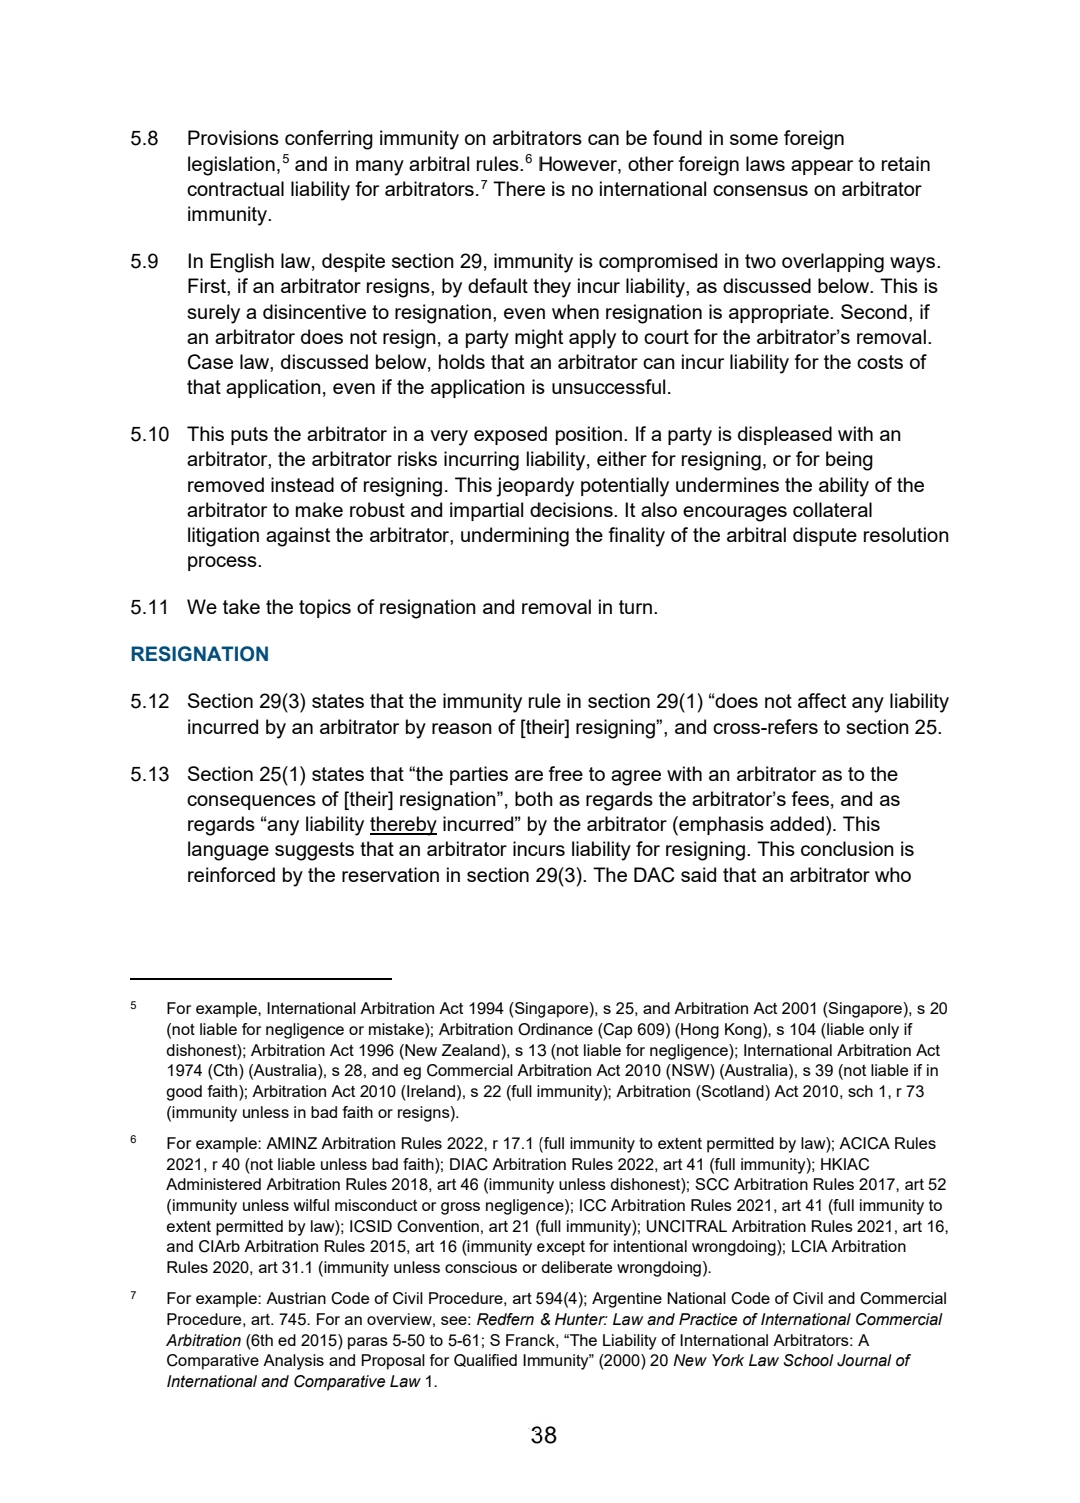 5.8 Provisions conferring immunity on arbitrators can be found in some foreign
legislation,5 and in many arbitral rules.6 However, other foreign laws appear to retain
contractual liability for arbitrators.7 There is no international consensus on arbitrator
immunity.
5.9 In English law, despite section 29, immunity is compromised in two overlapping ways.
First, if an arbitrator resigns, by default they incur liability, as discussed below. This is
surely a disincentive to resignation, even when resignation is appropriate. Second, if
an arbitrator does not resign, a party might apply to court for the arbitrator’s removal.
Case law, discussed below, holds that an arbitrator can incur liability for the costs of
that application, even if the application is unsuccessful.
5.10 This puts the arbitrator in a very exposed position. If a party is displeased with an
arbitrator, the arbitrator risks incurring liability, either for resigning, or for being
removed instead of resigning. This jeopardy potentially undermines the ability of the
arbitrator to make robust and impartial decisions. It also encourages collateral
litigation against the arbitrator, undermining the finality of the arbitral dispute resolution
process.
5.11 We take the topics of resignation and removal in turn.
RESIGNATION
5.12 Section 29(3) states that the immunity rule in section 29(1) “does not affect any liability
incurred by an arbitrator by reason of [their] resigning”, and cross-refers to section 25.
5.13 Section 25(1) states that “the parties are free to agree with an arbitrator as to the
consequences of [their] resignation”, both as regards the arbitrator’s fees, and as
regards “any liability thereby incurred” by the arbitrator (emphasis added). This
language suggests that an arbitrator incurs liability for resigning. This conclusion is
reinforced by the reservation in section 29(3). The DAC said that an arbitrator who
5 For example, International Arbitration Act 1994 (Singapore), s 25, and Arbitration Act 2001 (Singapore), s 20
(not liable for negligence or mistake); Arbitration Ordinance (Cap 609) (Hong Kong), s 104 (liable only if
dishonest); Arbitration Act 1996 (New Zealand), s 13 (not liable for negligence); International Arbitration Act
1974 (Cth) (Australia), s 28, and eg Commercial Arbitration Act 2010 (NSW) (Australia), s 39 (not liable if in
good faith); Arbitration Act 2010 (Ireland), s 22 (full immunity); Arbitration (Scotland) Act 2010, sch 1, r 73
(immunity unless in bad faith or resigns).
6 For example: AMINZ Arbitration Rules 2022, r 17.1 (full immunity to extent permitted by law); ACICA Rules
2021, r 40 (not liable unless bad faith); DIAC Arbitration Rules 2022, art 41 (full immunity); HKIAC
Administered Arbitration Rules 2018, art 46 (immunity unless dishonest); SCC Arbitration Rules 2017, art 52
(immunity unless wilful misconduct or gross negligence); ICC Arbitration Rules 2021, art 41 (full immunity to
extent permitted by law); ICSID Convention, art 21 (full immunity); UNCITRAL Arbitration Rules 2021, art 16,
and CIArb Arbitration Rules 2015, art 16 (immunity except for intentional wrongdoing); LCIA Arbitration
Rules 2020, art 31.1 (immunity unless conscious or deliberate wrongdoing).
7 For example: Austrian Code of Civil Procedure, art 594(4); Argentine National Code of Civil and Commercial
Procedure, art. 745. For an overview, see: Redfern & Hunter: Law and Practice of International Commercial
Arbitration (6th ed 2015) paras 5-50 to 5-61; S Franck, “The Liability of International Arbitrators: A
Comparative Analysis and Proposal for Qualified Immunity” (2000) 20 New York Law School Journal of
International and Comparative Law 1.
38